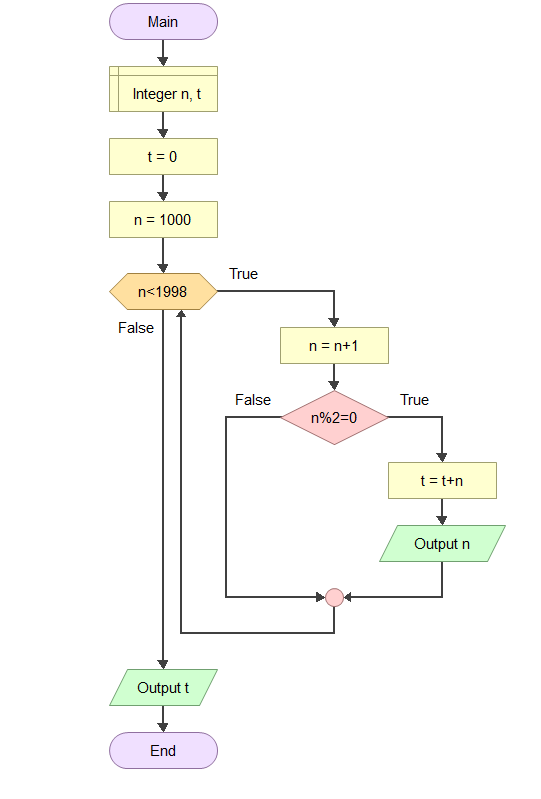 Main
Integer n, t
t = 0
n = 1000
n<1998
True
False
n = n+1
n%2=0
False
True
t = t+n
Output n
Output t
End